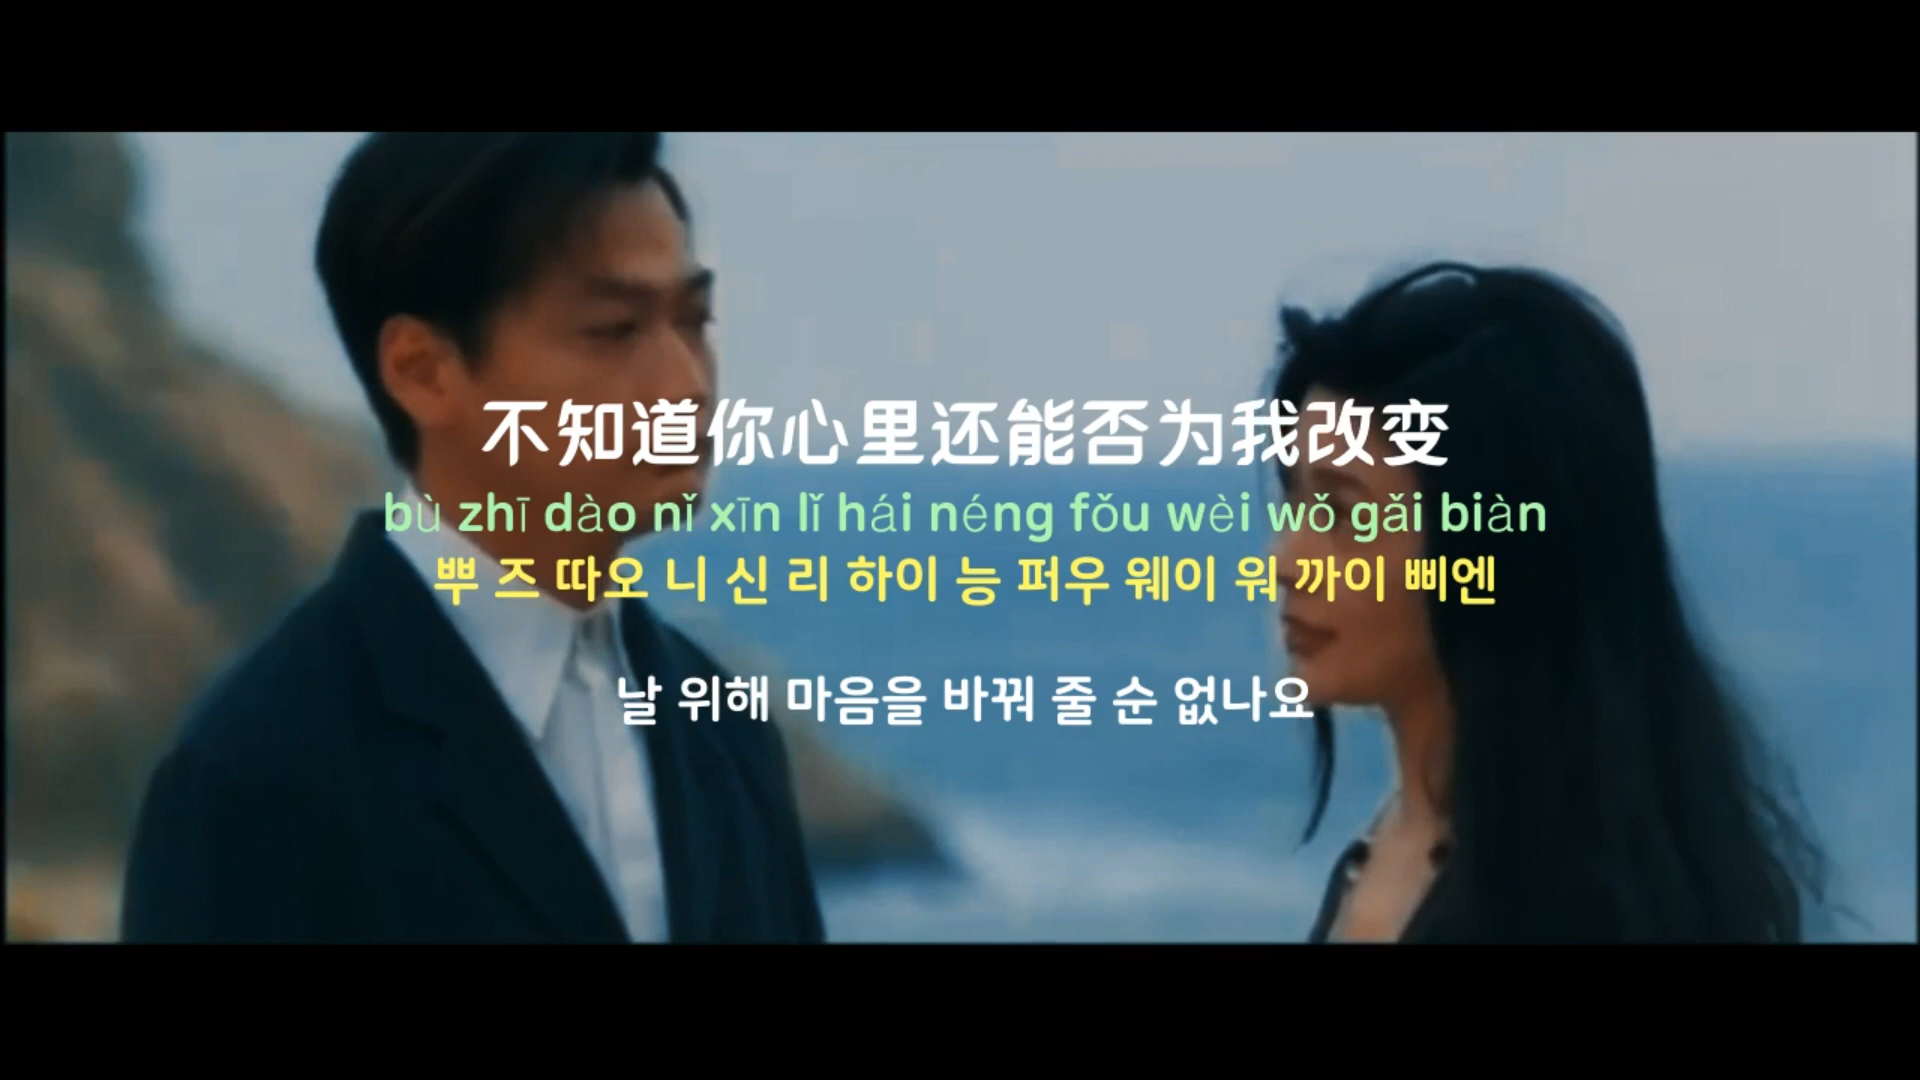 不知道你心里还能否为我改变
bù zhī dào nǐ xīn lǐ hái néng fǒu wèi wǒ gǎi biàn
뿌 즈 따오 니 신 리 하이 능 퍼우 웨이 워 까이 삐엔
날 위해 마음을 바꿔 줄 순 없나요